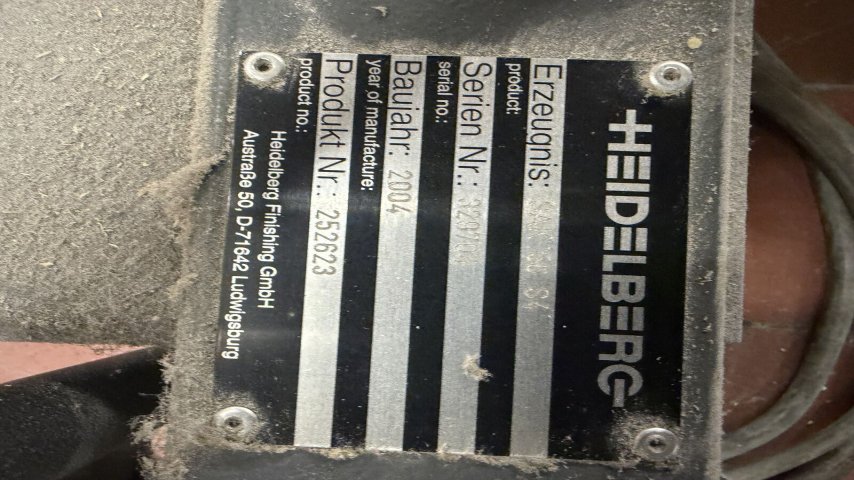 HEIDELBERG
Erzeugnis:
product:
Serien Nr.:
serial no.:
Baujahr: 2004
year of manufacture:
Produkt Nr.: 252623
product no.:
Heidelberg Finishing GmbH
Austraße 50, D-71642 Ludwigsburg